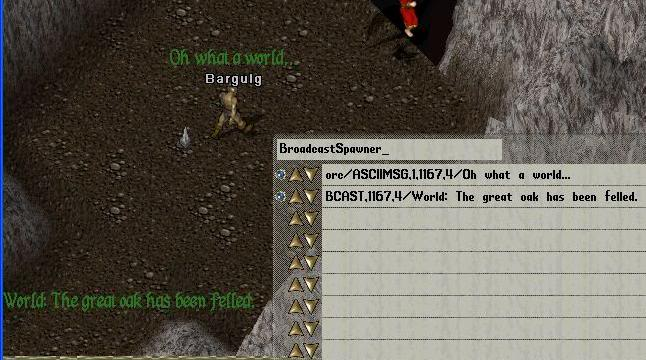 Oh what a world...
Bargulg
BroadcastSpawner_
orc/ASCIIMSG,1,1167,4/Oh what a world...
BCAST,1167,4/World: The great oak has been felled.
World: The great oak has been felled.